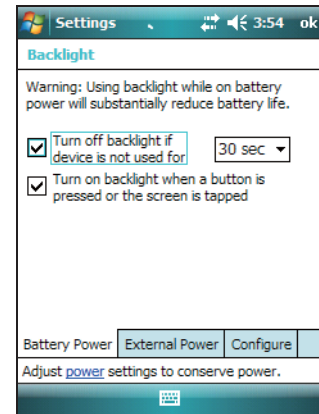 Settings 3:54 ok
Backlight
Warning: Using backlight while on battery
power will substantially reduce battery life.
Turn off backlight if
device is not used for 30 sec
Turn on backlight when a button is
pressed or the screen is tapped
Battery Power External Power Configure
Adjust power settings to conserve power.